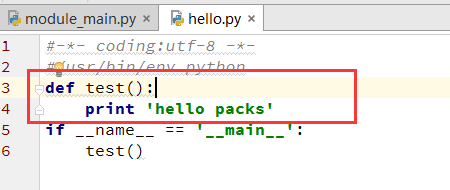 module_main.py × hello.py ×
1 #-*- coding:utf-8 -*-
2 #usr/bin/env python
3 def test():
4 print 'hello packs'
5 if __name__ == '__main__':
6 test()